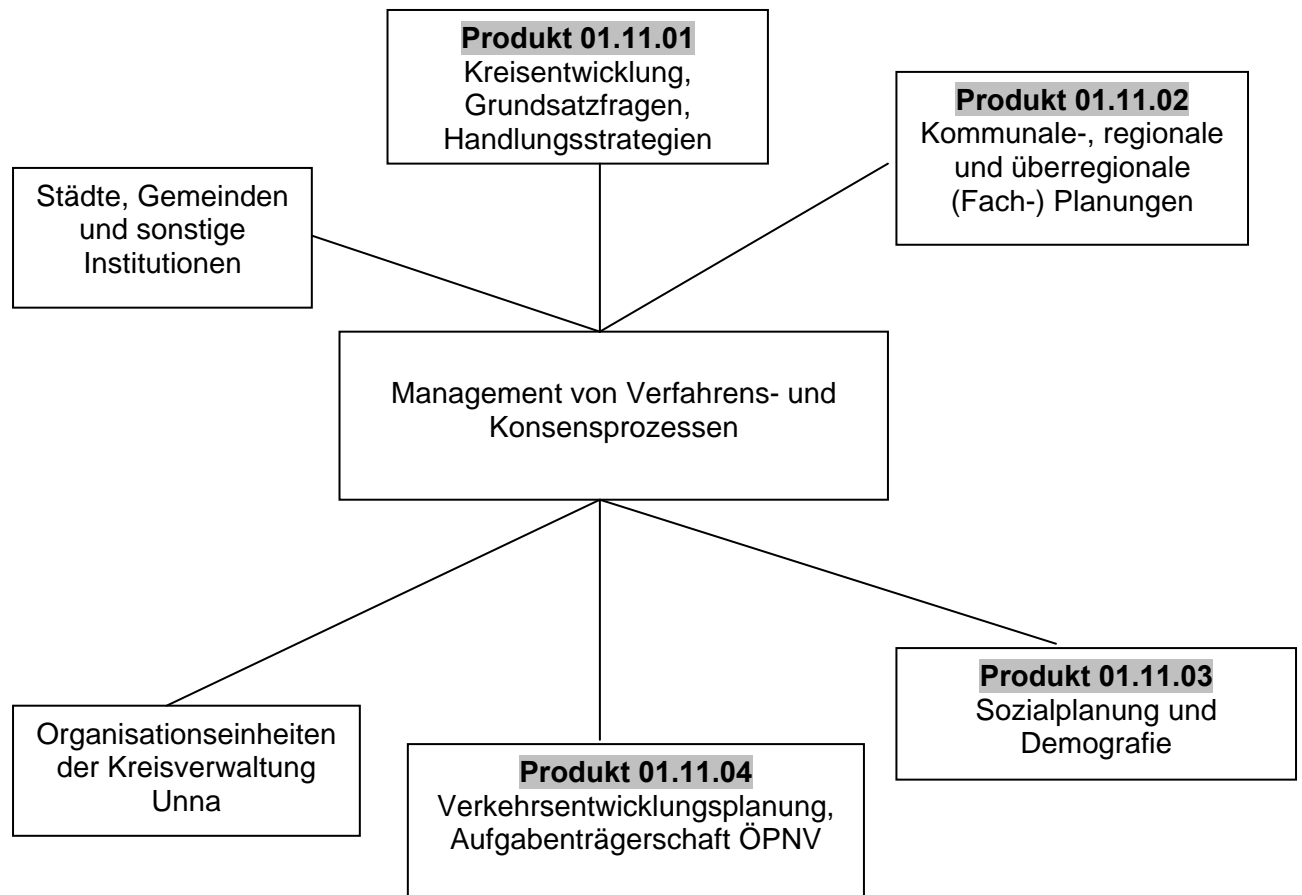 Produkt 01.11.01
Kreisentwicklung,
Grundsatzfragen,
Handlungsstrategien
Produkt 01.11.02
Kommunale-, regionale
und überregionale
(Fach-) Planungen
Städte, Gemeinden
und sonstige
Institutionen
Management von Verfahrens- und
Konsensprozessen
Produkt 01.11.03
Sozialplanung und
Demografie
Organisationseinheiten
der Kreisverwaltung
Unna
Produkt 01.11.04
Verkehrsentwicklungsplanung,
Aufgabenträgerschaft ÖPNV